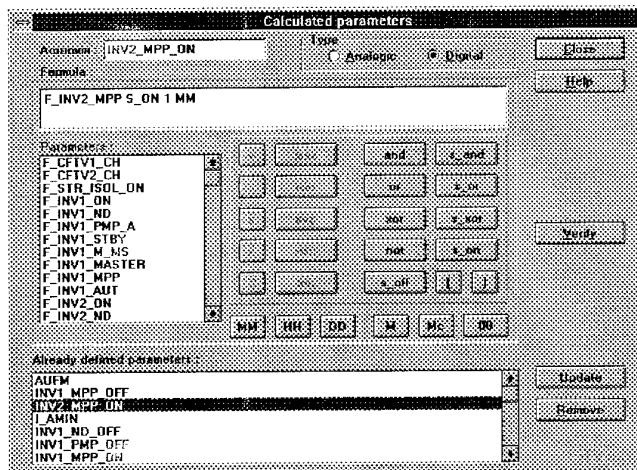 Calculated parameters
Acronym INV2_MPP_ON
Type
Analogic Digital
Close
Formula
Help
F_INV2_MPP S_ON 1 MM
Parameters :
F_CFTV1_CH
F_CFTV2_CH
F_STR_ISOL_ON
F_INV1_ON
F_INV1_ND
F_INV1_PMP_A
F_INV1_STBY
F_INV1_M_MS
F_INV1_MASTER
F_INV1_MPP
F_INV1_AUT
F_INV2_ON
F_INV2_ND
and s_and
or s_or
xor s_xor
not s_on
s_off [ ]
MM HH DD M Mc 00
Verify
Already defined parameters :
AUFM
INV1_MPP_OFF
INV2_MPP_ON
I_AMIN
INV1_ND_OFF
INV1_PMP_OFF
INV1_MPP_ON
Update
Remove